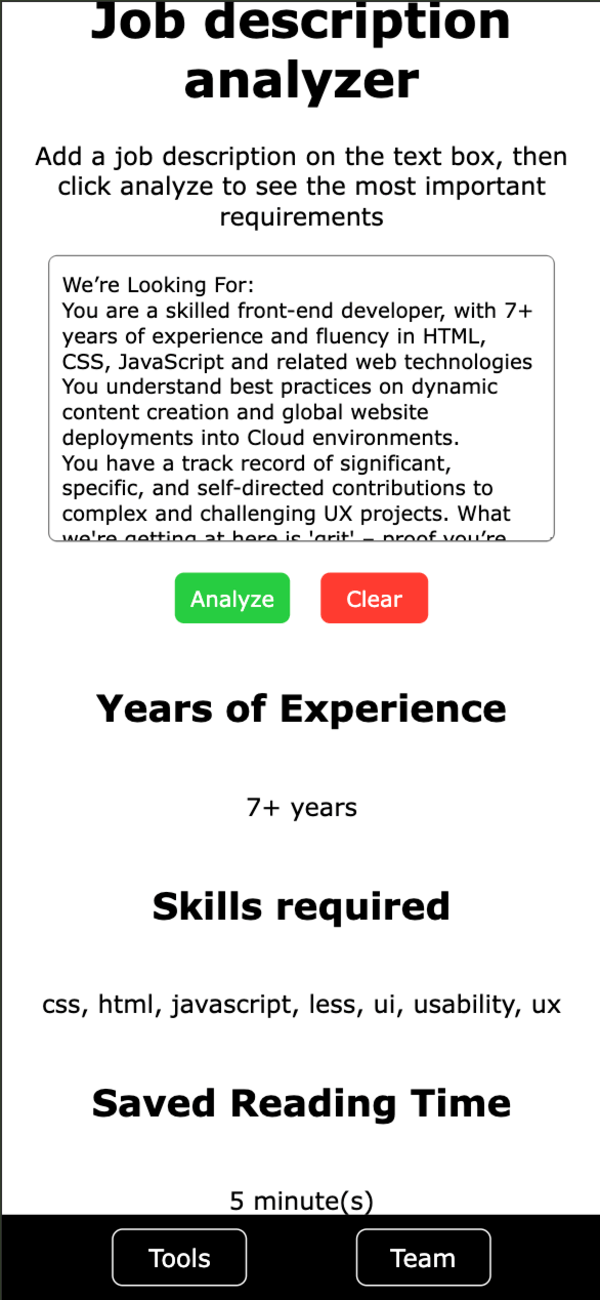 Job description
analyzer
Add a job description on the text box, then
click analyze to see the most important
requirements
We’re Looking For:
You are a skilled front-end developer, with 7+
years of experience and fluency in HTML,
CSS, JavaScript and related web technologies
You understand best practices on dynamic
content creation and global website
deployments into Cloud environments.
You have a track record of significant,
specific, and self-directed contributions to
complex and challenging UX projects. What
we're getting at here is 'grit' – proof you’re
Analyze Clear
Years of Experience
7+ years
Skills required
css, html, javascript, less, ui, usability, ux
Saved Reading Time
5 minute(s)
Tools Team